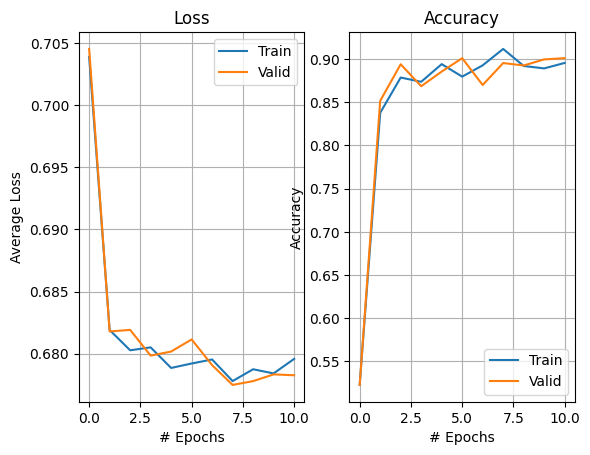 Loss
Accuracy
0.705
0.700
0.695
0.690
0.685
0.680
Average Loss
0.0
2.5
5.0
7.5
10.0
# Epochs
Train
Valid
0.90
0.85
0.80
0.75
0.70
0.65
0.60
0.55
Accuracy
0.0
2.5
5.0
7.5
10.0
# Epochs
Train
Valid